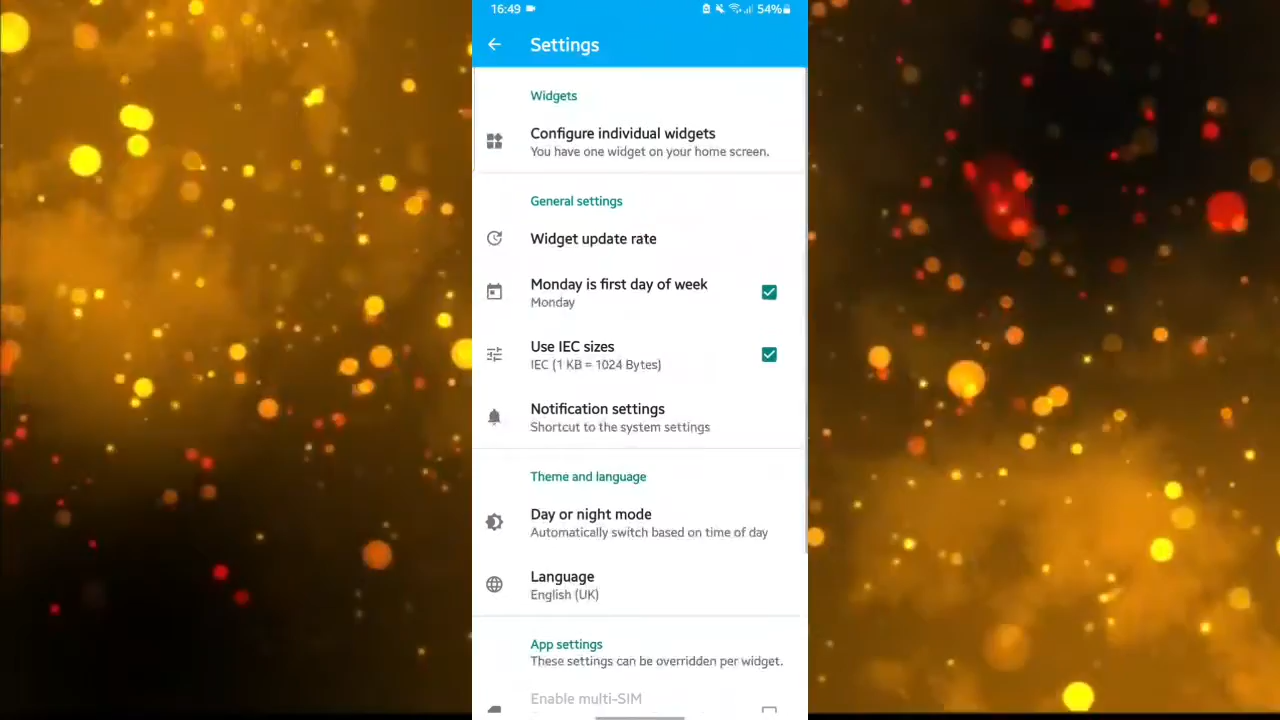 16:49
54%
Settings
Widgets
Configure individual widgets
You have one widget on your home screen.
General settings
Widget update rate
Monday is first day of week
Monday
Use IEC sizes
IEC (1 KB = 1024 Bytes)
Notification settings
Shortcut to the system settings
Theme and language
Day or night mode
Automatically switch based on time of day
Language
English (UK)
App settings
These settings can be overridden per widget.
Enable multi-SIM